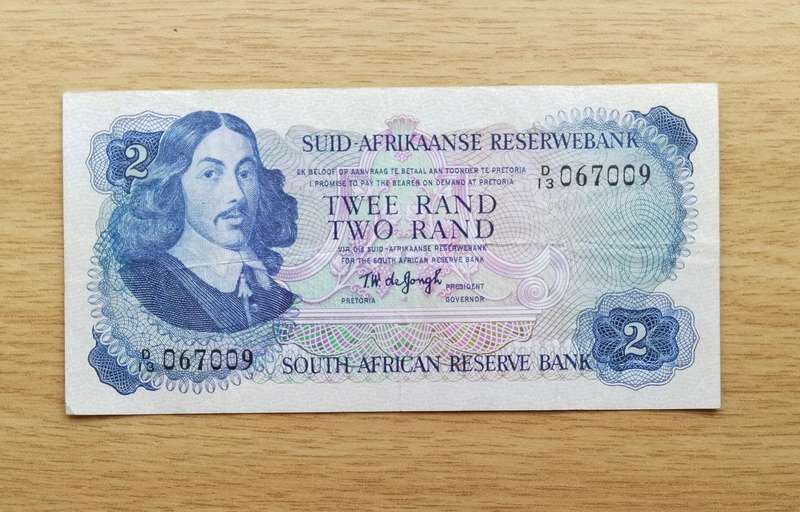 2
SUID-AFRIKAANSE RESERWEBANK
EK BELOOF OP AANVRAAG TE BETAAL AAN TOONDER TE PRETORIA
I PROMISE TO PAY THE BEARER ON DEMAND AT PRETORIA
D/13 067009
TWEE RAND
TWO RAND
VIR DIE SUID-AFRIKAANSE RESERWEBANK
FOR THE SOUTH AFRICAN RESERVE BANK
T.W. de Jongh
PRESIDENT
PRETORIA GOVERNOR
2
D/13 067009
SOUTH AFRICAN RESERVE BANK